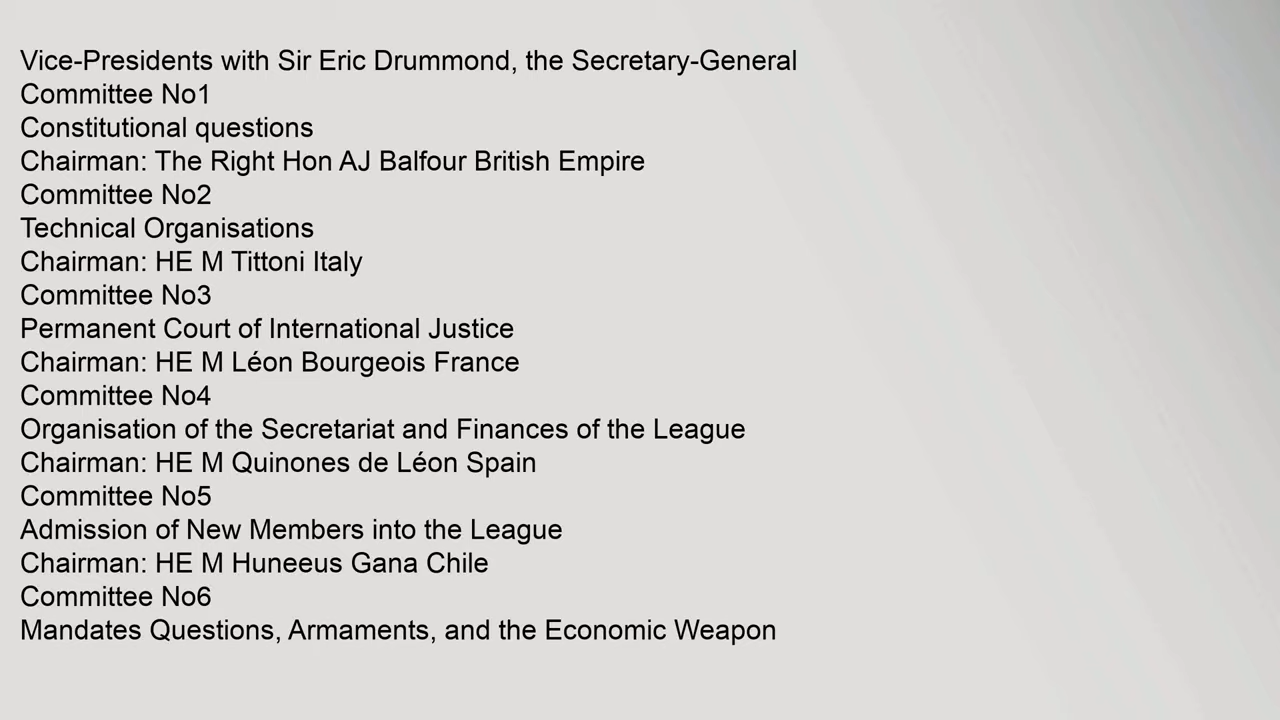 Vice-Presidents with Sir Eric Drummond, the Secretary-General
Committee No1
Constitutional questions
Chairman: The Right Hon AJ Balfour British Empire
Committee No2
Technical Organisations
Chairman: HE M Tittoni Italy
Committee No3
Permanent Court of International Justice
Chairman: HE M Léon Bourgeois France
Committee No4
Organisation of the Secretariat and Finances of the League
Chairman: HE M Quinones de Léon Spain
Committee No5
Admission of New Members into the League
Chairman: HE M Huneeus Gana Chile
Committee No6
Mandates Questions, Armaments, and the Economic Weapon